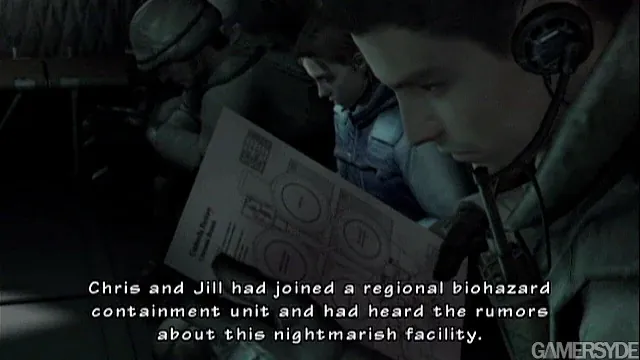 Chris and Jill had joined a regional biohazard
containment unit and had heard the rumors
about this nightmarish facility.
GAMERSYDE